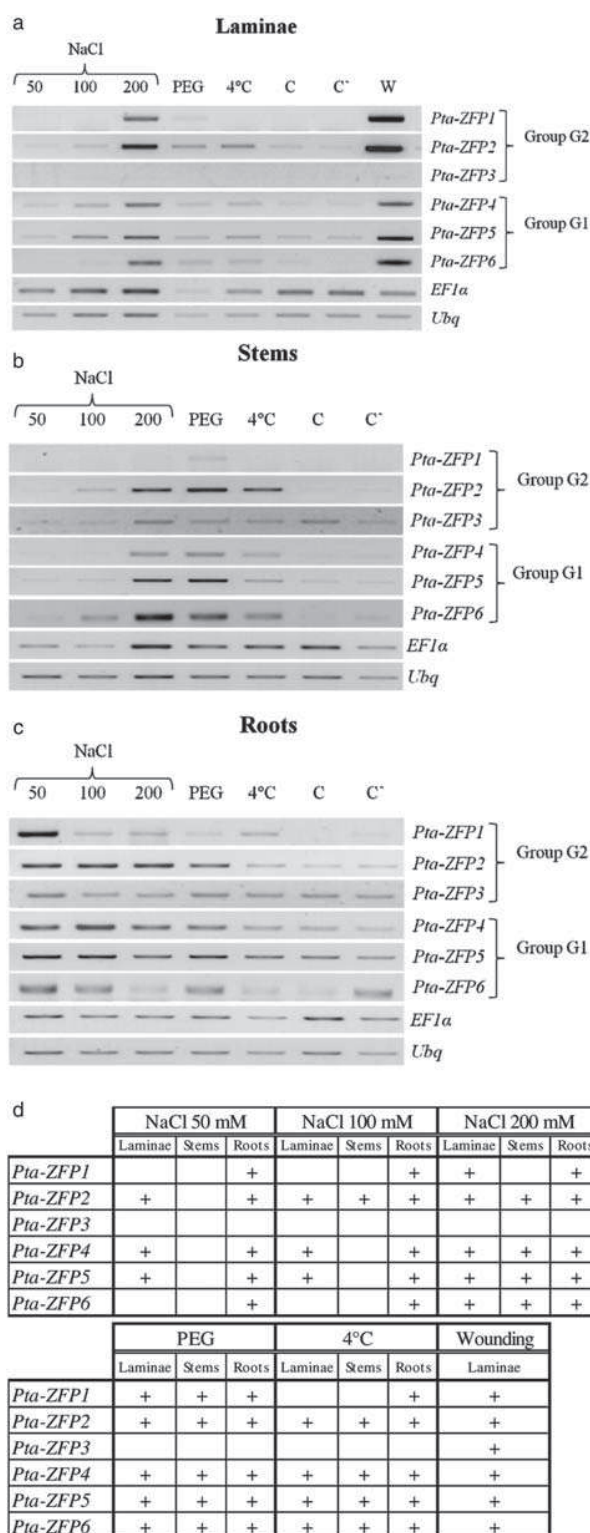 a
Laminae
NaCl
50 100 200 PEG 4°C C C- W
Pta-ZFP1
Pta-ZFP2
Pta-ZFP3
Group G2
Pta-ZFP4
Pta-ZFP5
Pta-ZFP6
Group G1
EF1α
Ubq
b
Stems
NaCl
50 100 200 PEG 4°C C C-
Pta-ZFP1
Pta-ZFP2
Pta-ZFP3
Group G2
Pta-ZFP4
Pta-ZFP5
Pta-ZFP6
Group G1
EF1α
Ubq
c
Roots
NaCl
50 100 200 PEG 4°C C C-
Pta-ZFP1
Pta-ZFP2
Pta-ZFP3
Group G2
Pta-ZFP4
Pta-ZFP5
Pta-ZFP6
Group G1
EF1α
Ubq
d
NaCl 50 mM NaCl 100 mM NaCl 200 mM
Laminae Stems Roots Laminae Stems Roots Laminae Stems Roots
Pta-ZFP1 + + + +
Pta-ZFP2 + + + + + + + +
Pta-ZFP3
Pta-ZFP4 + + + + + + +
Pta-ZFP5 + + + + + + +
Pta-ZFP6 + + + + +
PEG 4°C Wounding
Laminae Stems Roots Laminae Stems Roots Laminae
Pta-ZFP1 + + + + +
Pta-ZFP2 + + + + + + +
Pta-ZFP3 +
Pta-ZFP4 + + + + + + +
Pta-ZFP5 + + + + + + +
Pta-ZFP6 + + + + + + +